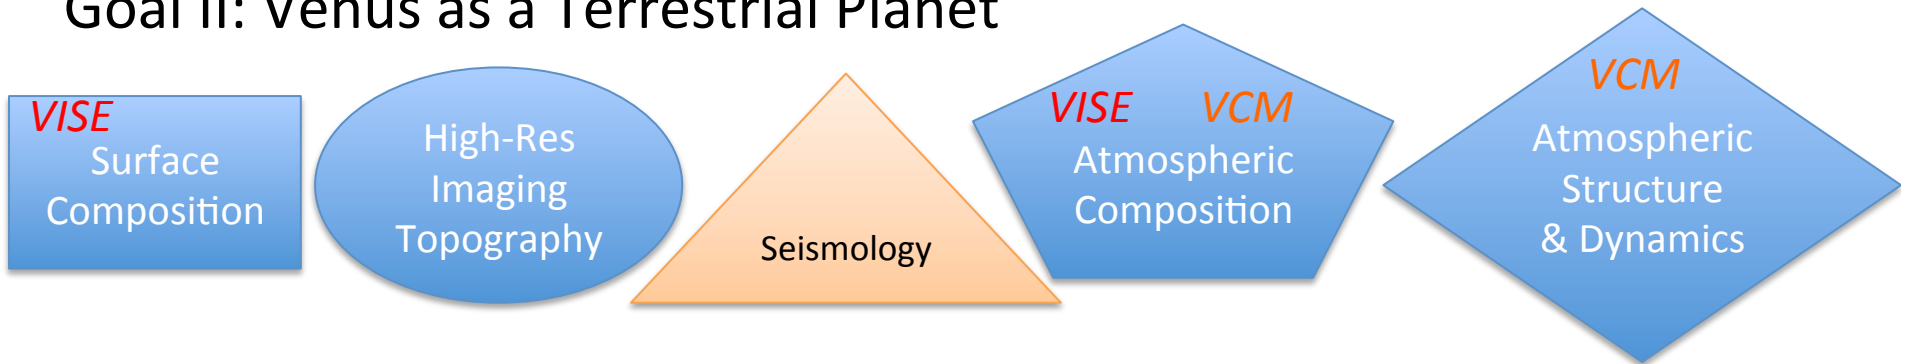 Goal II: Venus as a Terrestrial Planet
VISE
Surface
Composition
High-Res
Imaging
Topography
Seismology
VISE VCM
Atmospheric
Composition
VCM
Atmospheric
Structure
& Dynamics